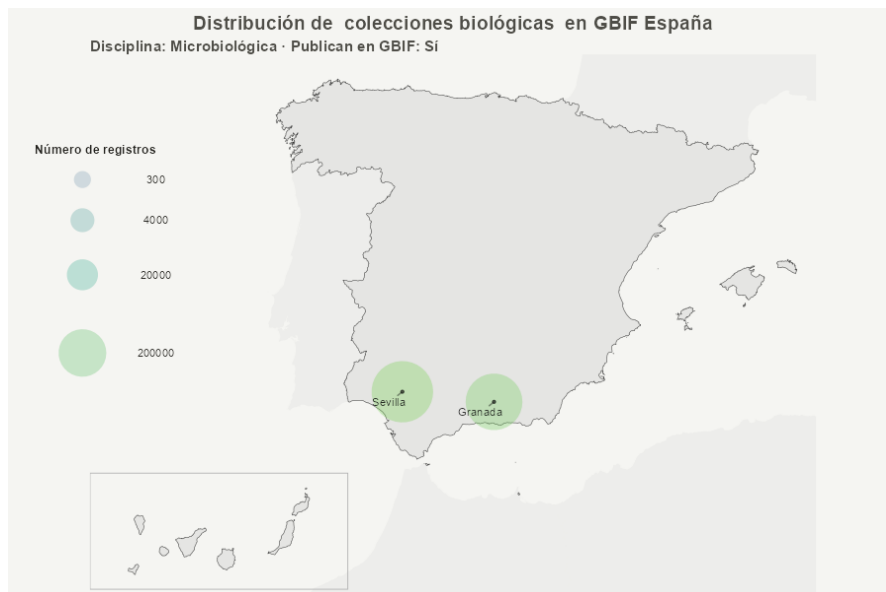 Distribución de colecciones biológicas en GBIF España
Disciplina: Microbiológica · Publican en GBIF: Sí
Número de registros
300
4000
20000
200000
Sevilla
Granada